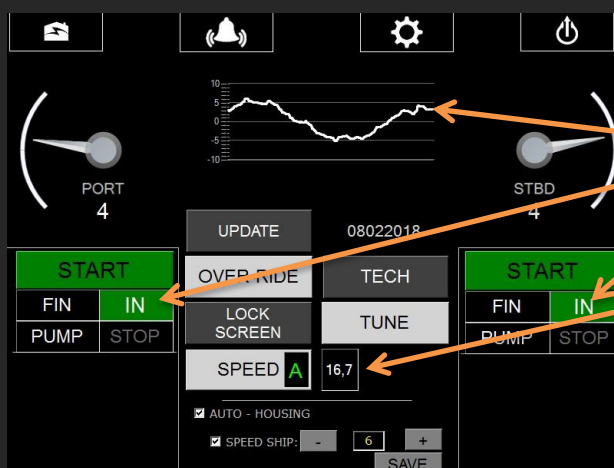 10
5
0
-5
-10
PORT
4
STBD
4
UPDATE
08022018
START
OVER RIDE
TECH
START
FIN
IN
LOCK
SCREEN
TUNE
FIN
IN
PUMP
STOP
PUMP
STOP
SPEED
A
16,7
AUTO - HOUSING
SPEED SHIP:
-
6
+
SAVE